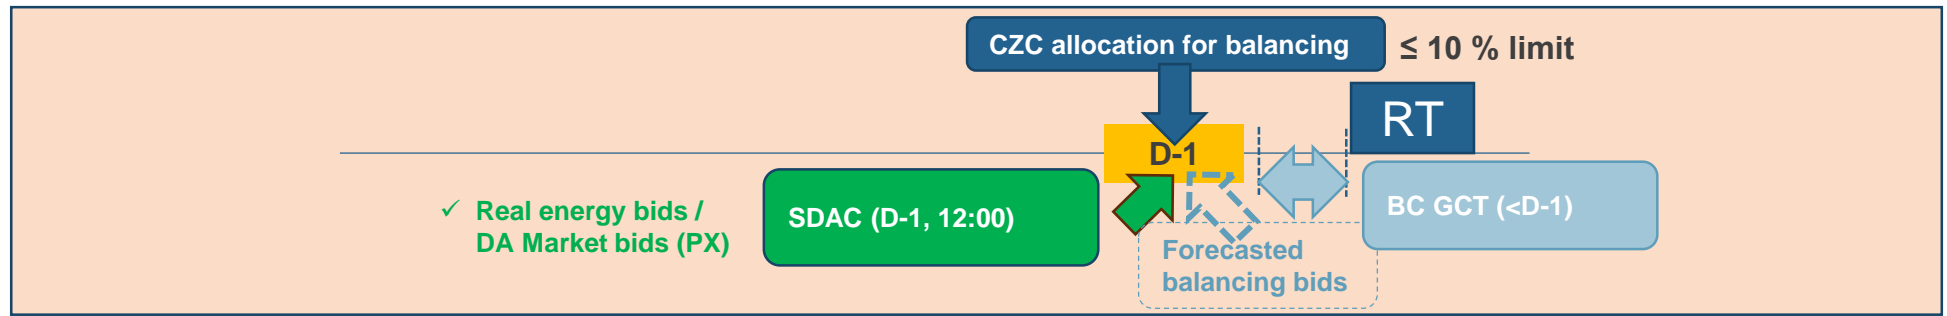 CZC allocation for balancing
≤ 10 % limit
RT
D-1
✓ Real energy bids /
DA Market bids (PX)
SDAC (D-1, 12:00)
BC GCT (<D-1)
Forecasted
balancing bids